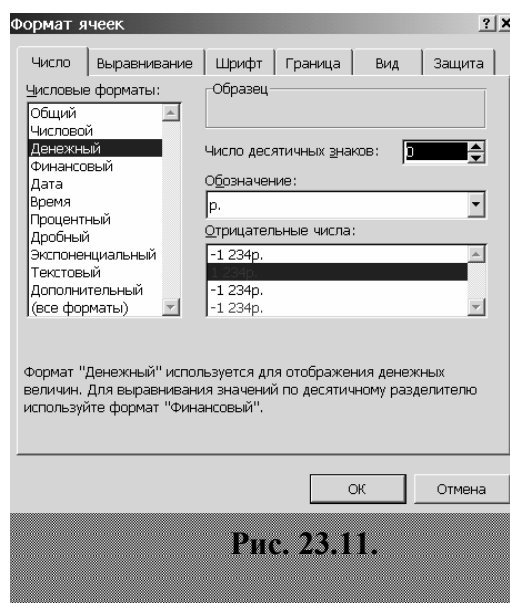 Формат ячеек
Число Выравнивание Шрифт Граница Вид Защита
Числовые форматы:
Образец
Общий
Числовой
Денежный
Финансовый
Дата
Время
Процентный
Дробный
Экспоненциальный
Текстовый
Дополнительный
(все форматы)
Число десятичных знаков: 0
Обозначение:
р.
Отрицательные числа:
-1 234р.
1 234р.
-1 234р.
-1 234р.
Формат "Денежный" используется для отображения денежных
величин. Для выравнивания значений по десятичному разделителю
используйте формат "Финансовый".
ОК Отмена
Рис. 23.11.